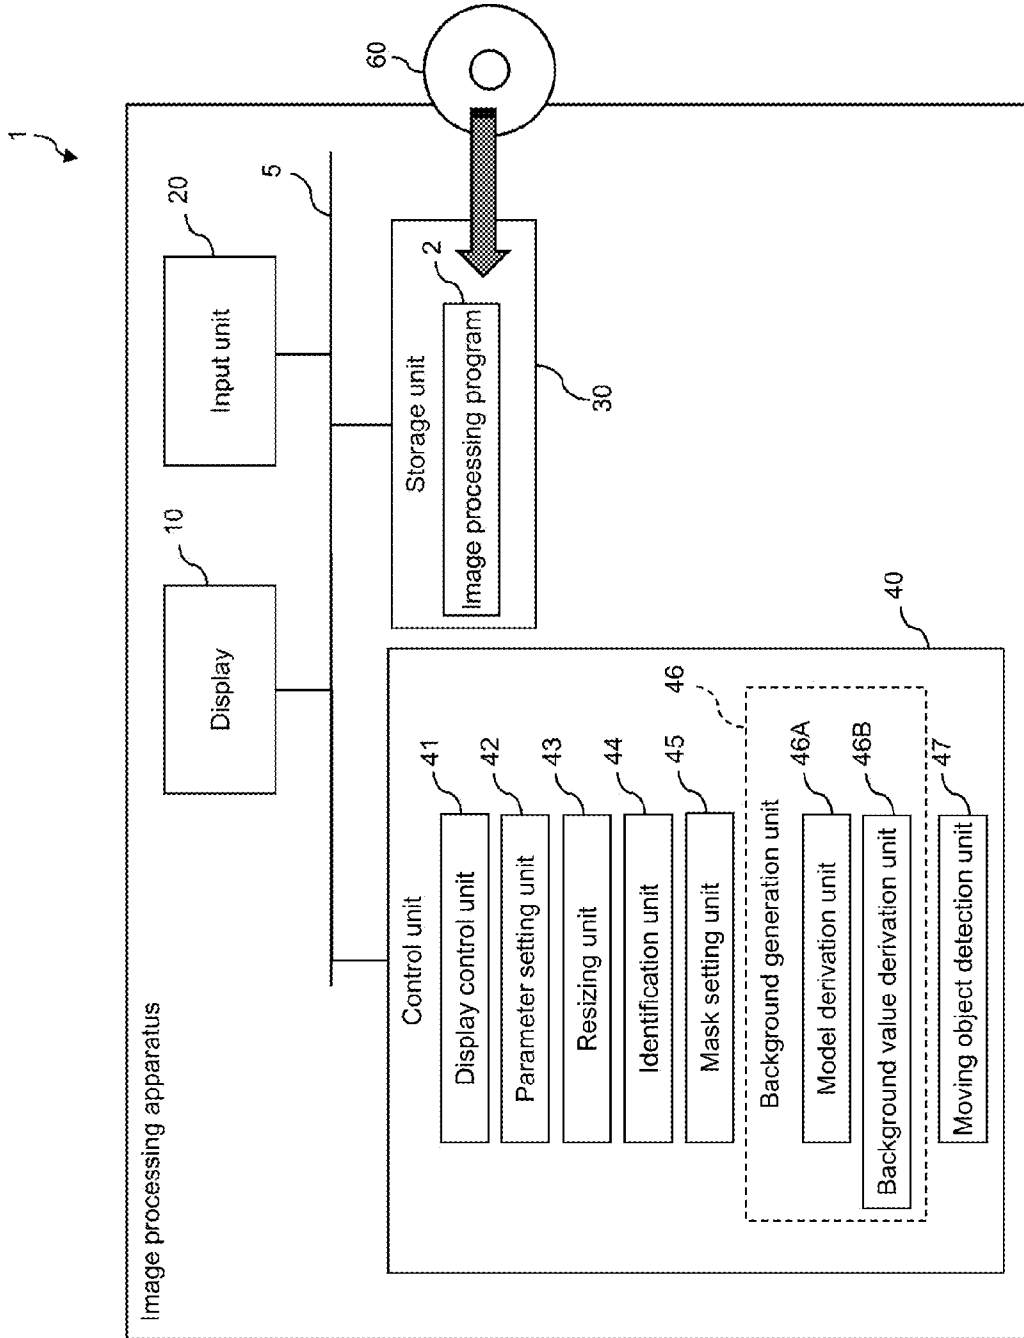 1
Image processing apparatus
10
Display
20
Input unit
5
60
Storage unit
2
Image processing program
30
40
Control unit
41
Display control unit
42
Parameter setting unit
43
Resizing unit
44
Identification unit
45
Mask setting unit
46
Background generation unit
46A
Model derivation unit
46B
Background value derivation unit
47
Moving object detection unit